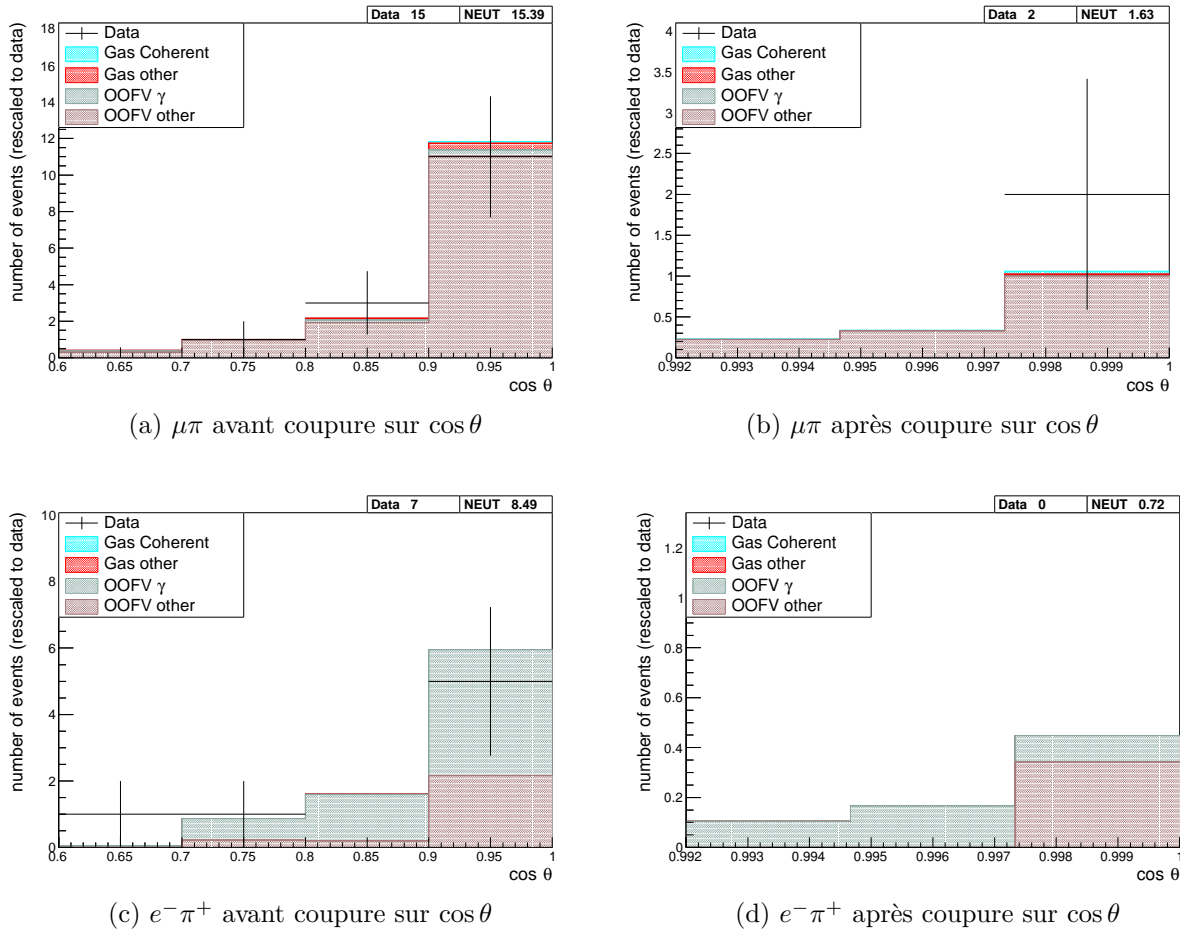 Data 15 NEUT 15.39
number of events (rescaled to data)
18
16
14
12
10
8
6
4
2
0
Data
Gas Coherent
Gas other
OOFV γ
OOFV other
0.6 0.65 0.7 0.75 0.8 0.85 0.9 0.95 1
cos θ
(a) μπ avant coupure sur cos θ
Data 2 NEUT 1.63
number of events (rescaled to data)
4
3.5
3
2.5
2
1.5
1
0.5
0
Data
Gas Coherent
Gas other
OOFV γ
OOFV other
0.992 0.993 0.994 0.995 0.996 0.997 0.998 0.999 1
cos θ
(b) μπ après coupure sur cos θ
Data 7 NEUT 8.49
number of events (rescaled to data)
10
8
6
4
2
0
Data
Gas Coherent
Gas other
OOFV γ
OOFV other
0.6 0.65 0.7 0.75 0.8 0.85 0.9 0.95 1
cos θ
(c) e⁻π⁺ avant coupure sur cos θ
Data 0 NEUT 0.72
number of events (rescaled to data)
1.2
1
0.8
0.6
0.4
0.2
0
Data
Gas Coherent
Gas other
OOFV γ
OOFV other
0.992 0.993 0.994 0.995 0.996 0.997 0.998 0.999 1
cos θ
(d) e⁻π⁺ après coupure sur cos θ